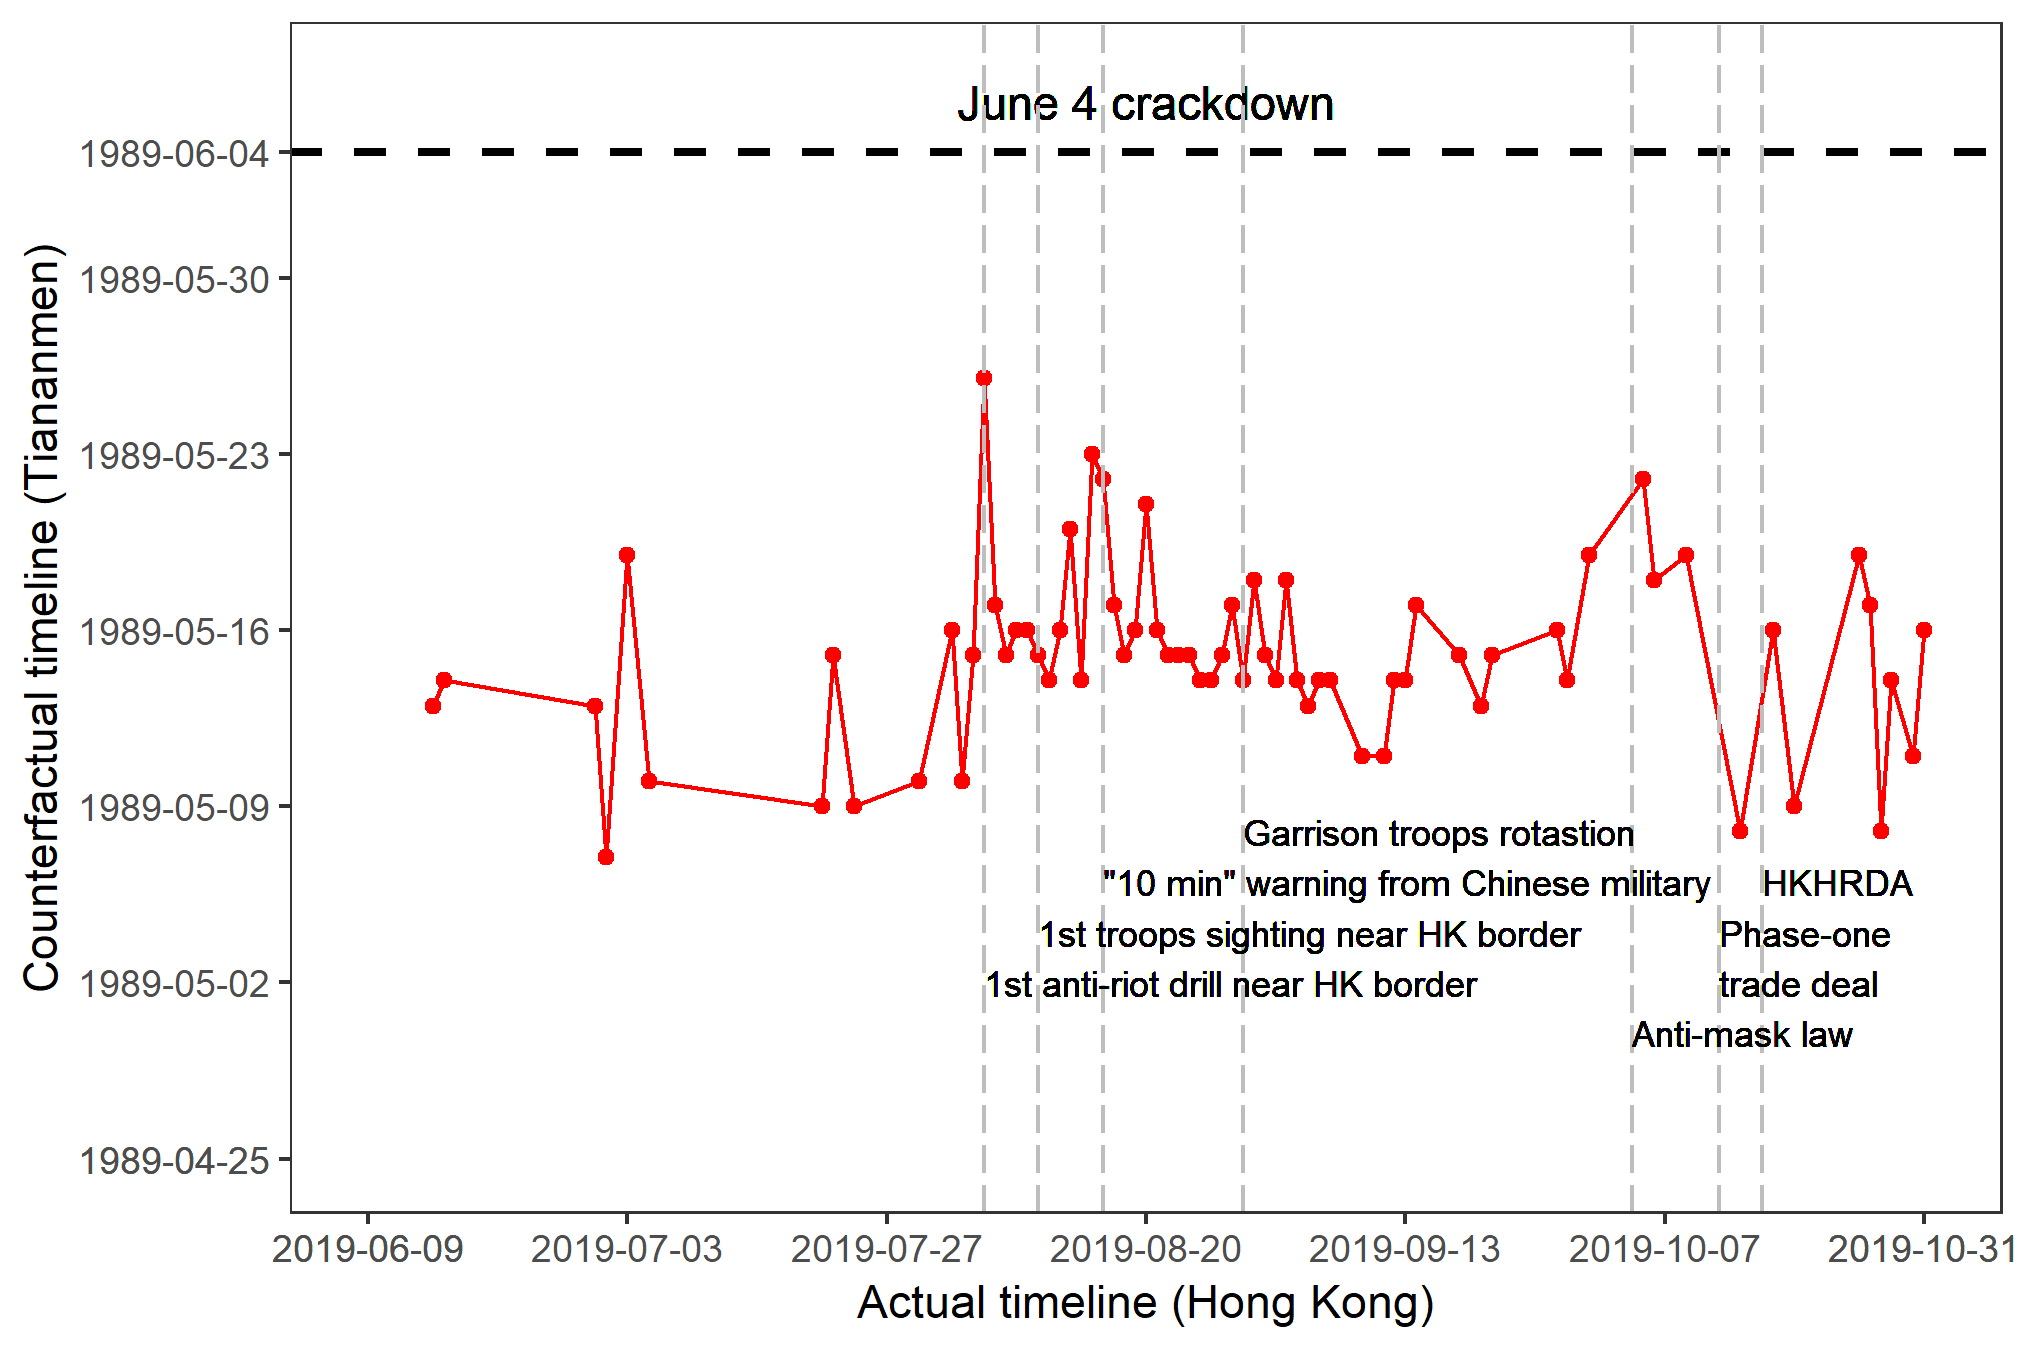 June 4 crackdown
1989-06-04
1989-05-30
1989-05-23
1989-05-16
1989-05-09
1989-05-02
1989-04-25
Counterfactual timeline (Tiananmen)
Garrison troops rotastion
"10 min" warning from Chinese military
HKHRDA
1st troops sighting near HK border
Phase-one
trade deal
1st anti-riot drill near HK border
Anti-mask law
2019-06-09
2019-07-03
2019-07-27
2019-08-20
2019-09-13
2019-10-07
2019-10-31
Actual timeline (Hong Kong)